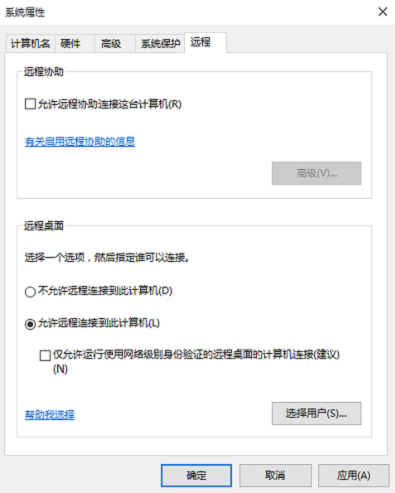 系统属性
计算机名 硬件 高级 系统保护 远程
远程协助
允许远程协助连接这台计算机(R)
有关启用远程协助的信息
高级(V)...
远程桌面
选择一个选项，然后指定谁可以连接。
不允许远程连接到此计算机(D)
允许远程连接到此计算机(L)
仅允许运行使用网络级别身份验证的远程桌面的计算机连接(建议)
(N)
帮助我选择 选择用户(S)...
确定 取消 应用(A)